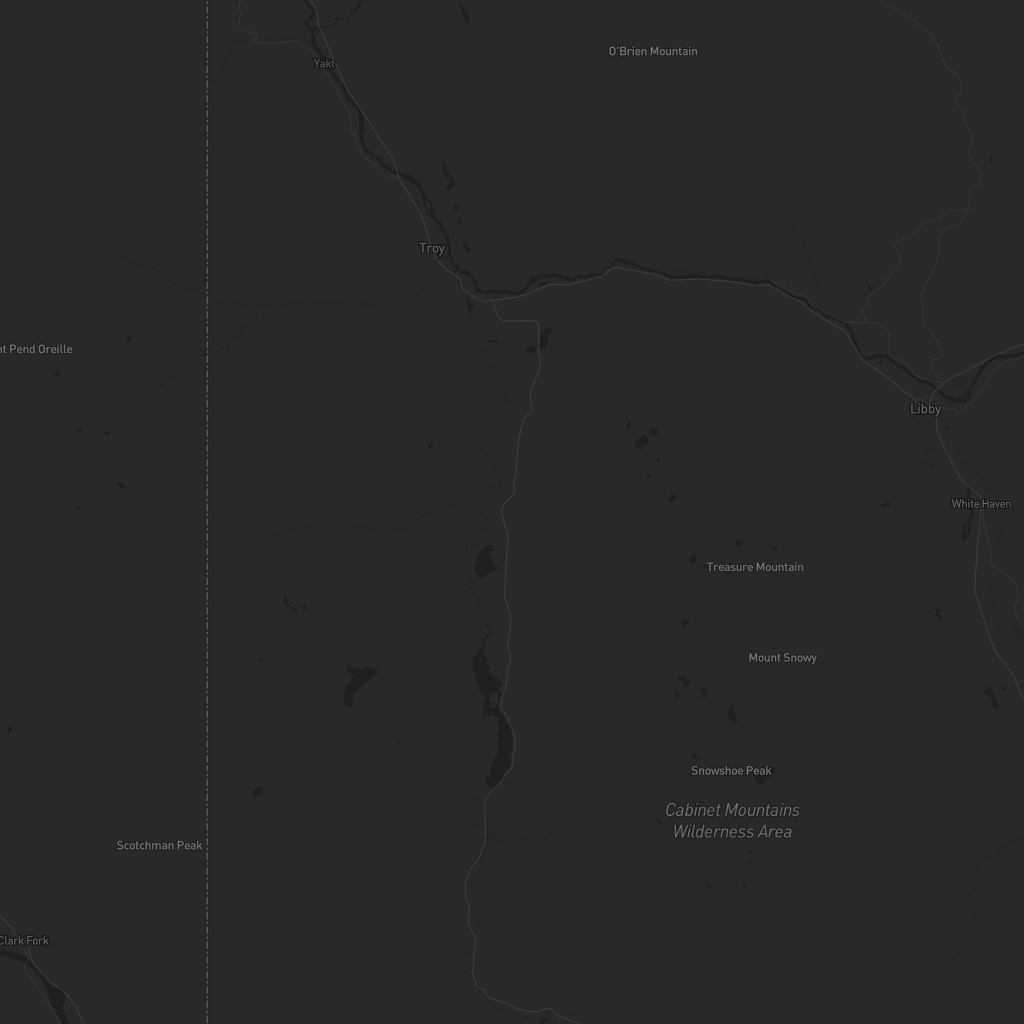 O'Brien Mountain
Yakt
Troy
nt Pend Oreille
Libby
White Haven
Treasure Mountain
Mount Snowy
Snowshoe Peak
Cabinet Mountains
Wilderness Area
Scotchman Peak
Clark Fork